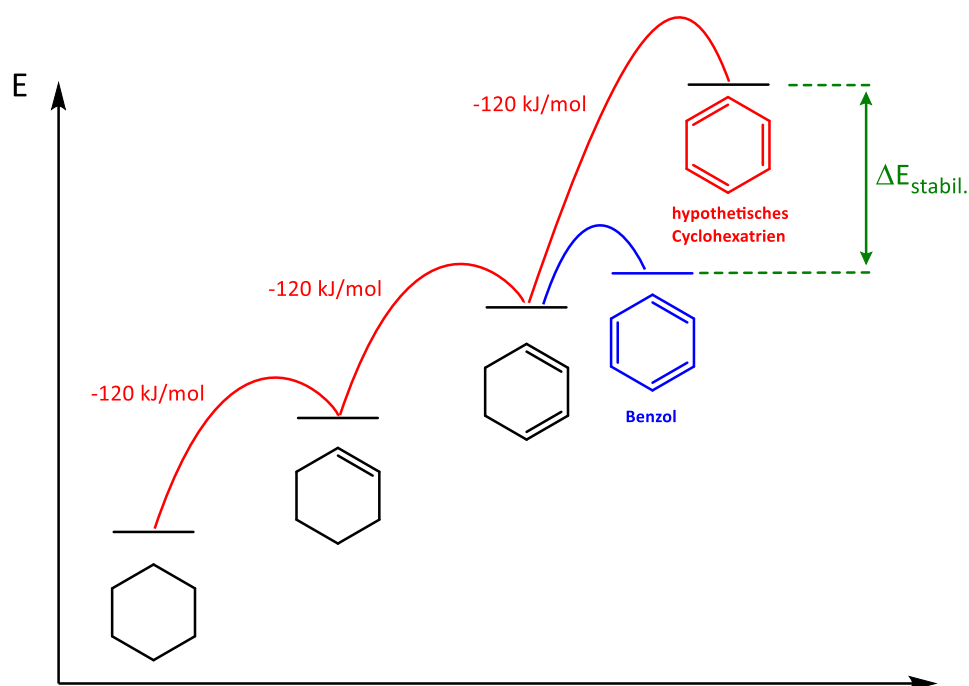 E
-120 kJ/mol
ΔEstabil.
hypothetisches
Cyclohexatrien
-120 kJ/mol
-120 kJ/mol
Benzol